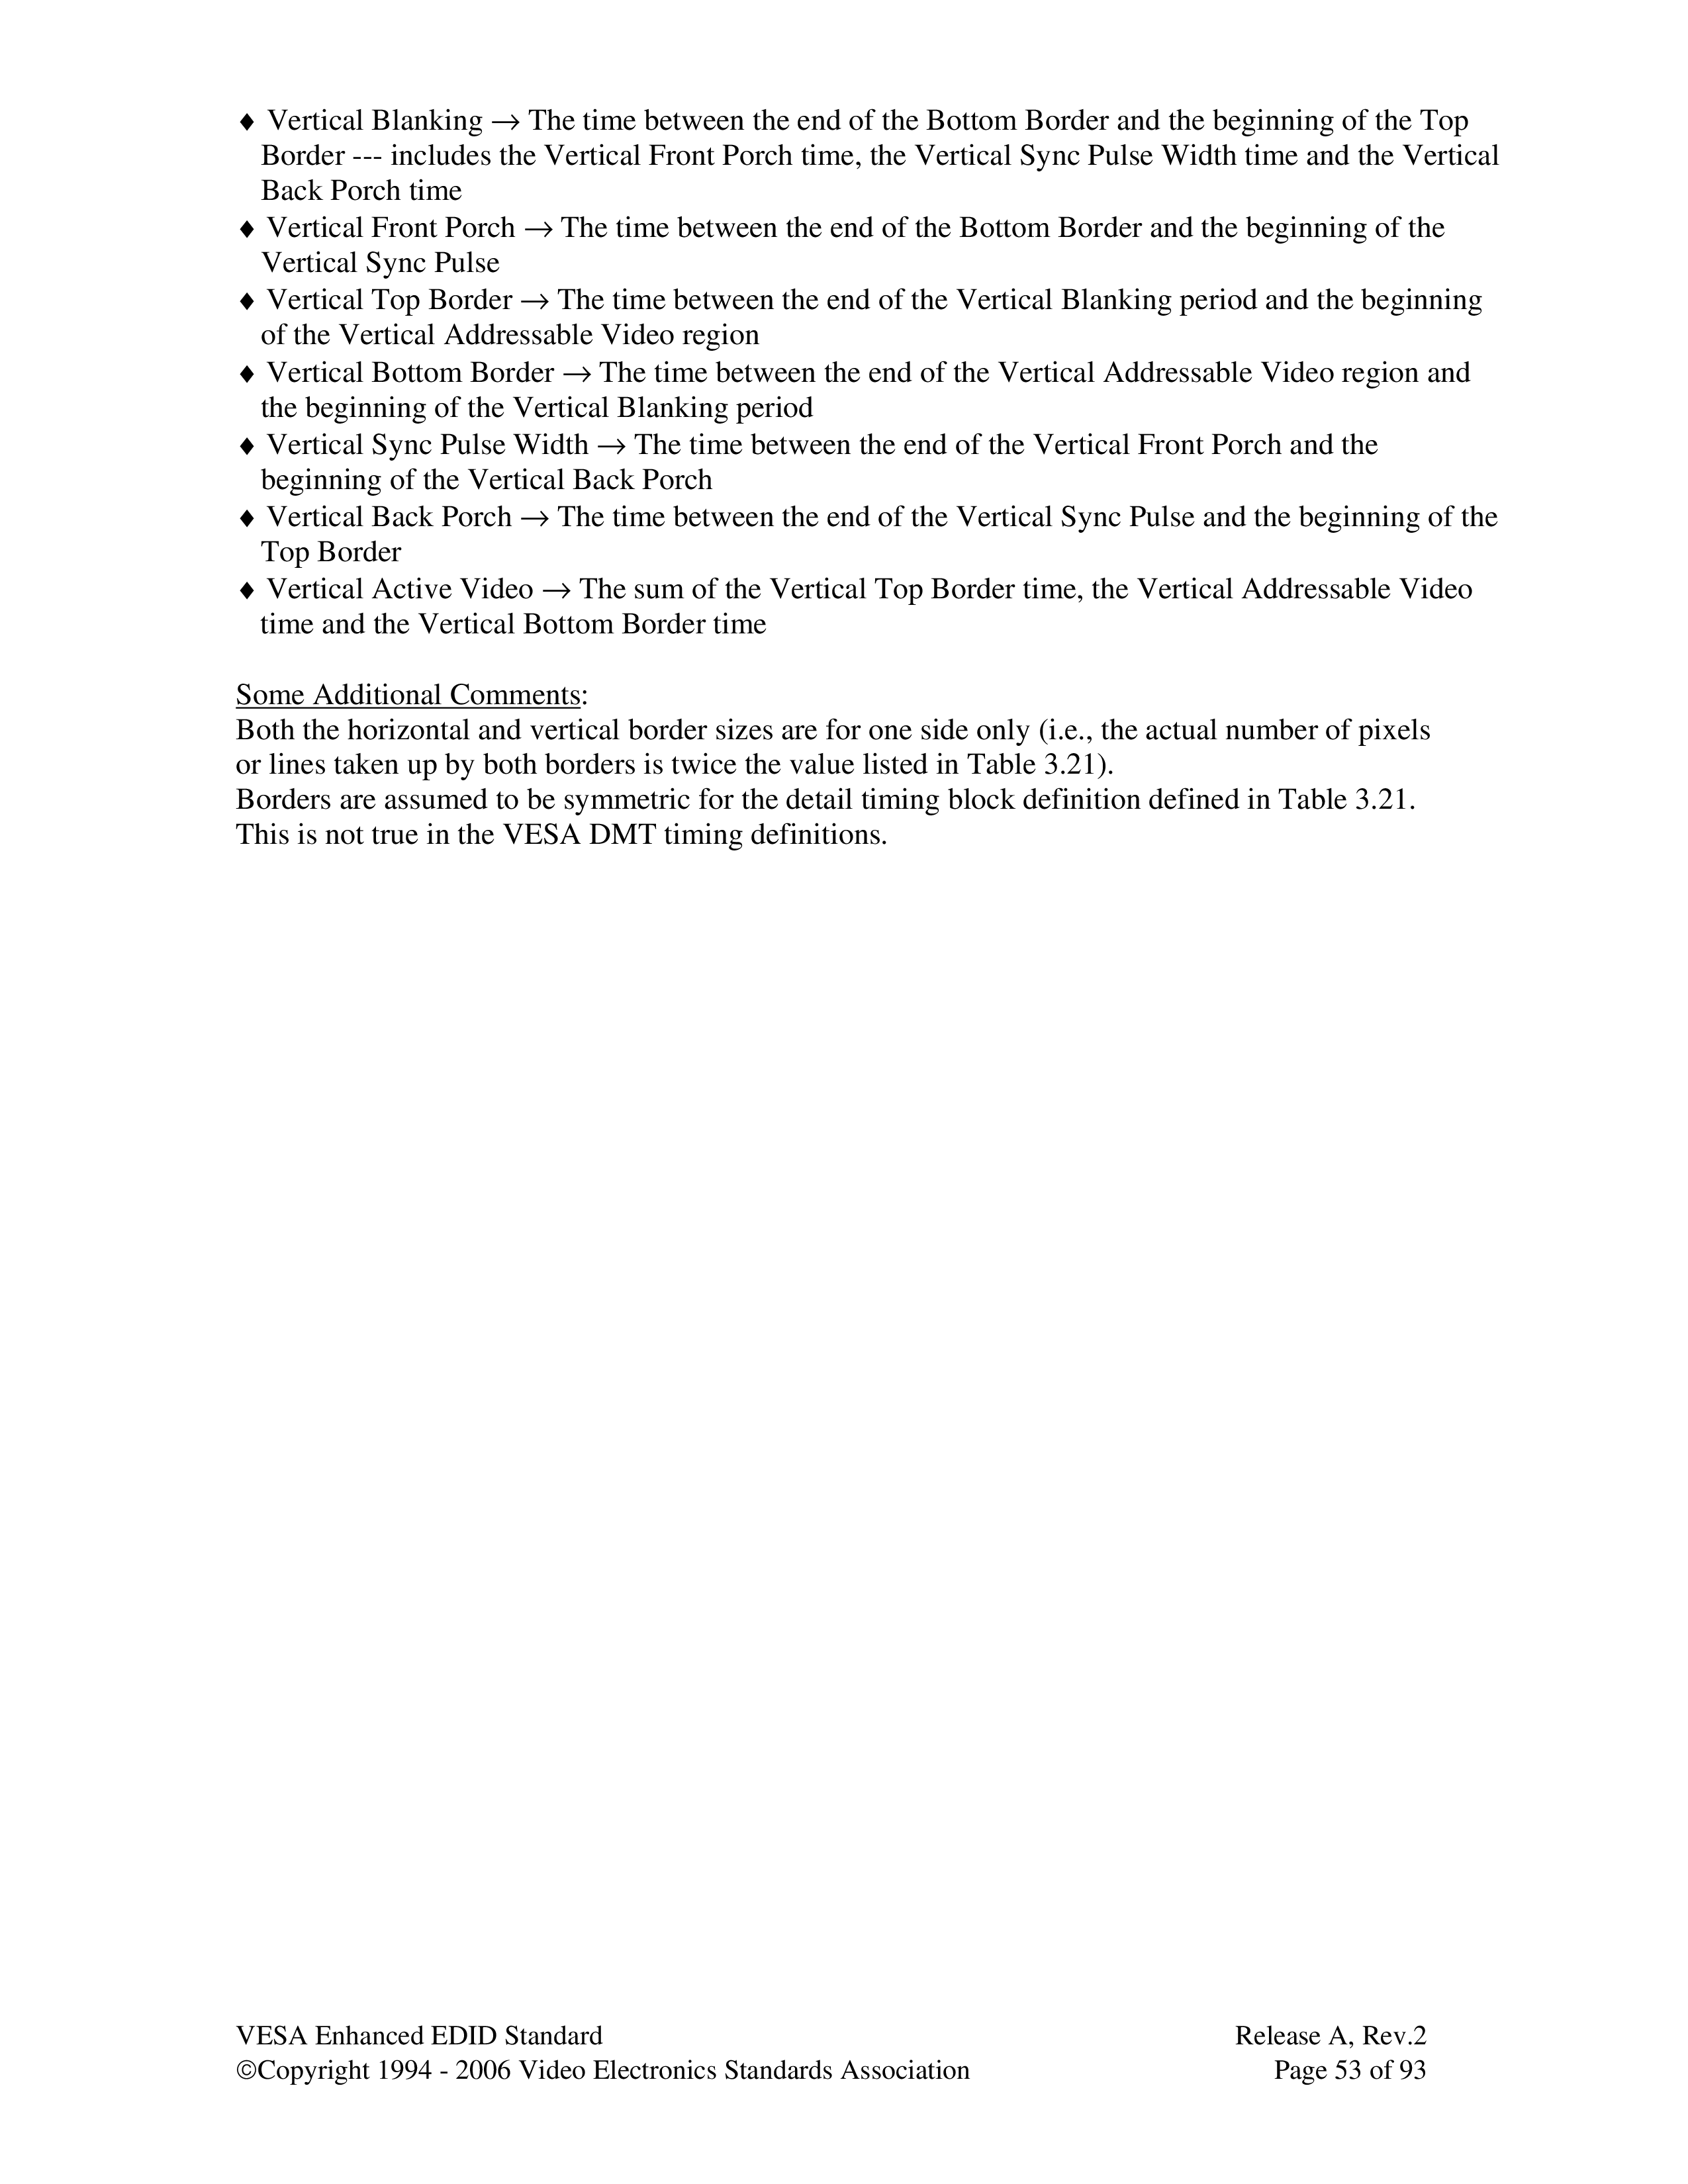 ♦ Vertical Blanking → The time between the end of the Bottom Border and the beginning of the Top
Border --- includes the Vertical Front Porch time, the Vertical Sync Pulse Width time and the Vertical
Back Porch time
♦ Vertical Front Porch → The time between the end of the Bottom Border and the beginning of the
Vertical Sync Pulse
♦ Vertical Top Border → The time between the end of the Vertical Blanking period and the beginning
of the Vertical Addressable Video region
♦ Vertical Bottom Border → The time between the end of the Vertical Addressable Video region and
the beginning of the Vertical Blanking period
♦ Vertical Sync Pulse Width → The time between the end of the Vertical Front Porch and the
beginning of the Vertical Back Porch
♦ Vertical Back Porch → The time between the end of the Vertical Sync Pulse and the beginning of the
Top Border
♦ Vertical Active Video → The sum of the Vertical Top Border time, the Vertical Addressable Video
time and the Vertical Bottom Border time
Some Additional Comments:
Both the horizontal and vertical border sizes are for one side only (i.e., the actual number of pixels
or lines taken up by both borders is twice the value listed in Table 3.21).
Borders are assumed to be symmetric for the detail timing block definition defined in Table 3.21.
This is not true in the VESA DMT timing definitions.
VESA Enhanced EDID Standard Release A, Rev.2
©Copyright 1994 - 2006 Video Electronics Standards Association Page 53 of 93